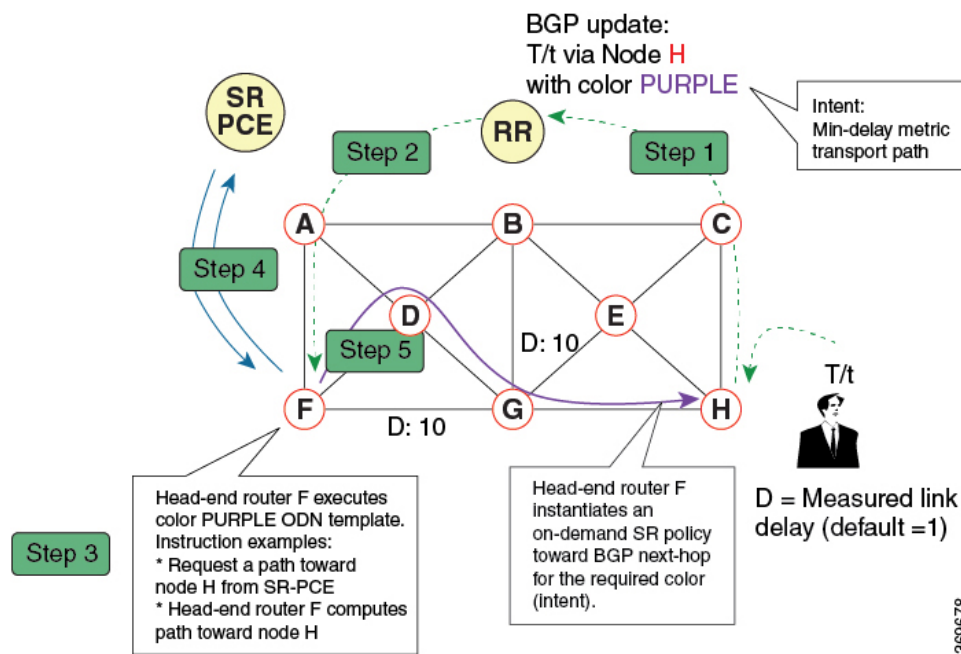 BGP update:
T/t via Node H
with color PURPLE
SR
PCE
RR
Intent:
Min-delay metric
transport path
Step 2
Step 1
A
B
C
Step 4
D
E
Step 5
D: 10
T/t
F
G
H
D: 10
D = Measured link
delay (default =1)
Step 3
Head-end router F executes
color PURPLE ODN template.
Instruction examples:
* Request a path toward
node H from SR-PCE
* Head-end router F computes
path toward node H
Head-end router F
instantiates an
on-demand SR policy
toward BGP next-hop
for the required color
(intent).